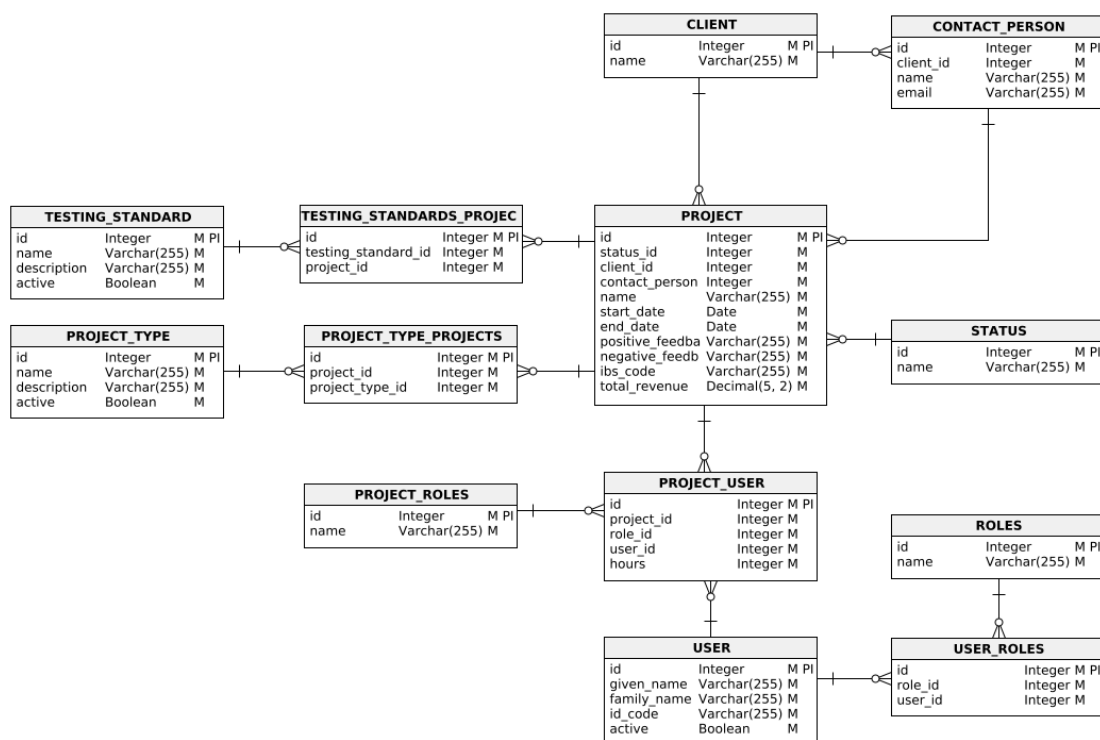 CLIENT
id Integer M PI
name Varchar(255) M
CONTACT_PERSON
id Integer M PI
client_id Integer M
name Varchar(255) M
email Varchar(255) M
TESTING_STANDARD
id Integer M PI
name Varchar(255) M
description Varchar(255) M
active Boolean M
TESTING_STANDARDS_PROJEC
id Integer M PI
testing_standard_id Integer M
project_id Integer M
PROJECT
id Integer M PI
status_id Integer M
client_id Integer M
contact_person Integer M
name Varchar(255) M
start_date Date M
end_date Date M
positive_feedba Varchar(255) M
negative_feedb Varchar(255) M
ibs_code Varchar(255) M
total_revenue Decimal(5, 2) M
PROJECT_TYPE
id Integer M PI
name Varchar(255) M
description Varchar(255) M
active Boolean M
PROJECT_TYPE_PROJECTS
id Integer M PI
project_id Integer M
project_type_id Integer M
STATUS
id Integer M PI
name Varchar(255) M
PROJECT_ROLES
id Integer M PI
name Varchar(255) M
PROJECT_USER
id Integer M PI
project_id Integer M
role_id Integer M
user_id Integer M
hours Integer M
ROLES
id Integer M PI
name Varchar(255) M
USER
id Integer M PI
given_name Varchar(255) M
family_name Varchar(255) M
id_code Varchar(255) M
active Boolean M
USER_ROLES
id Integer M PI
role_id Integer M
user_id Integer M